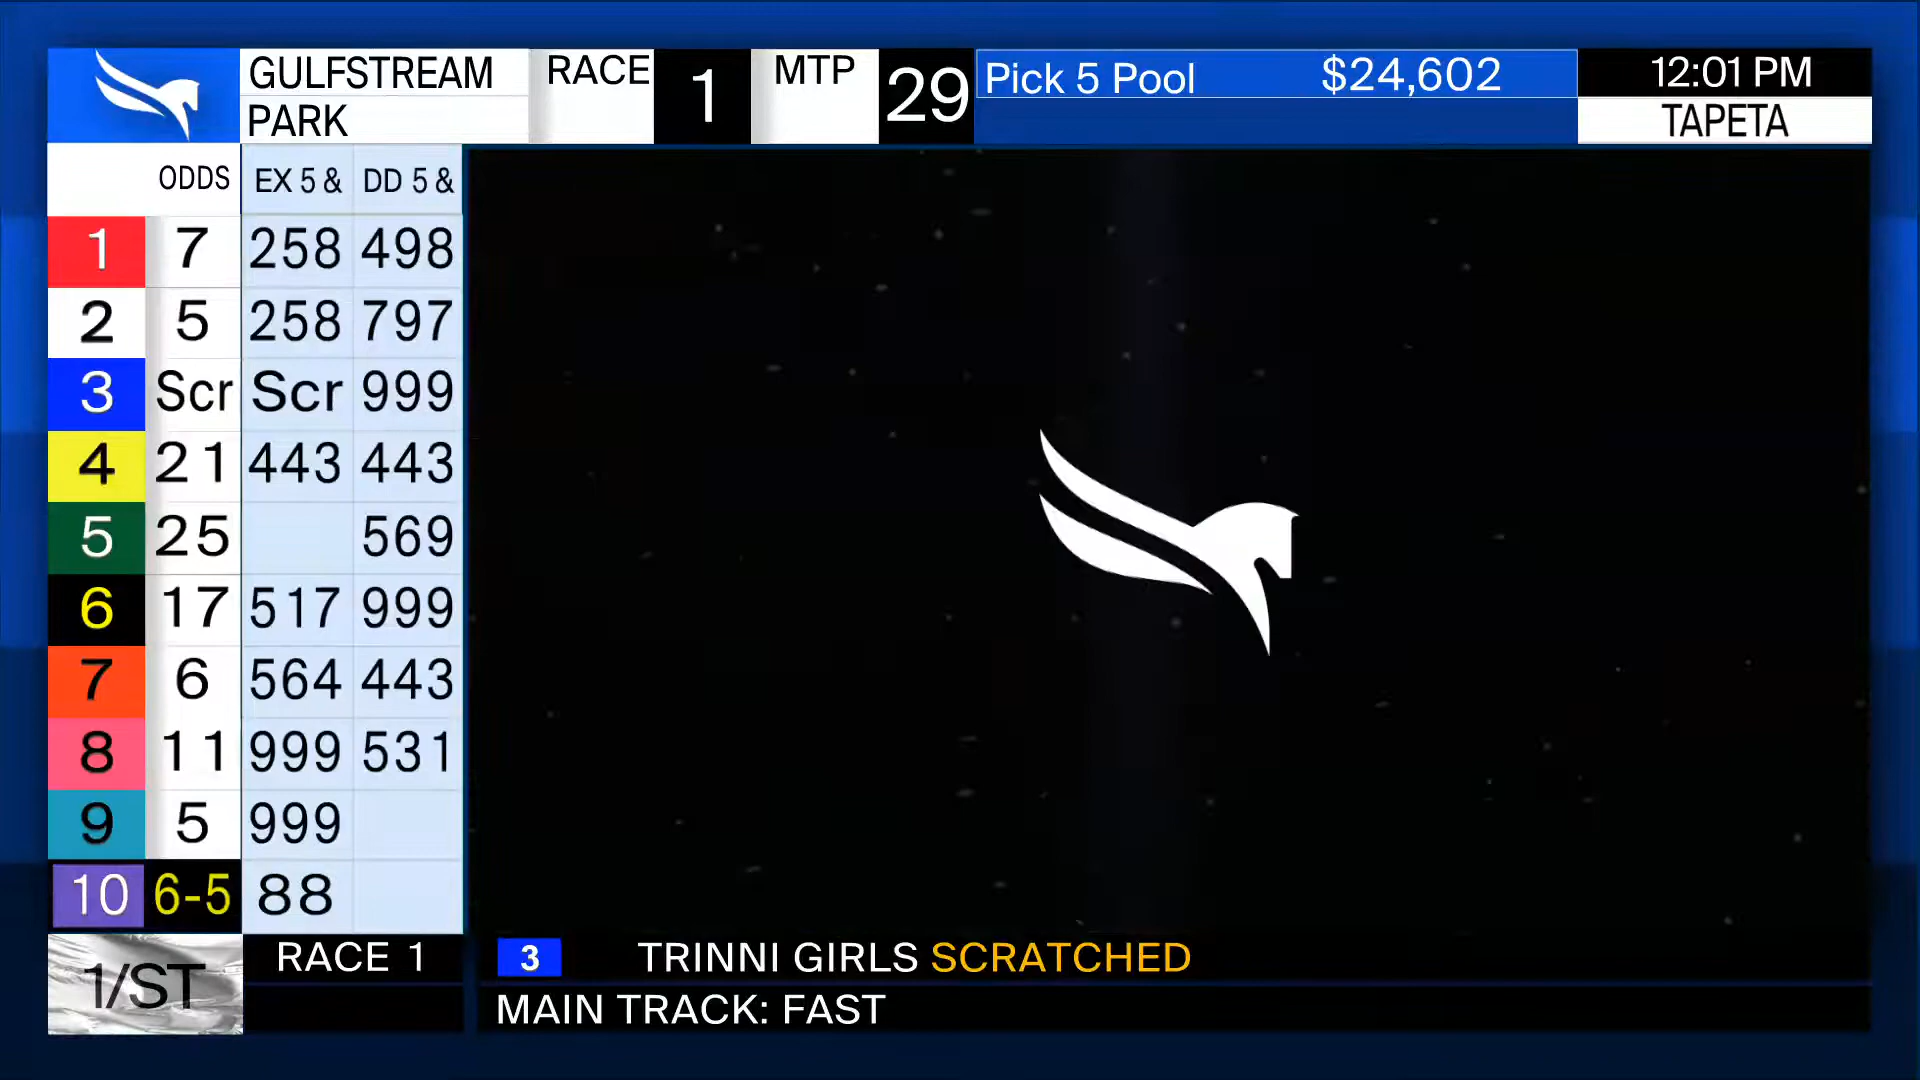 GULFSTREAM PARK RACE 1 MTP 29 Pick 5 Pool $24,602 12:01 PM
TAPETA
ODDS EX 5 & DD 5 &
1 7 258 498
2 5 258 797
3 Scr Scr 999
4 21 443 443
5 25 569
6 17 517 999
7 6 564 443
8 11 999 531
9 5 999
10 6-5 88
1/ST RACE 1
3 TRINNI GIRLS SCRATCHED
MAIN TRACK: FAST